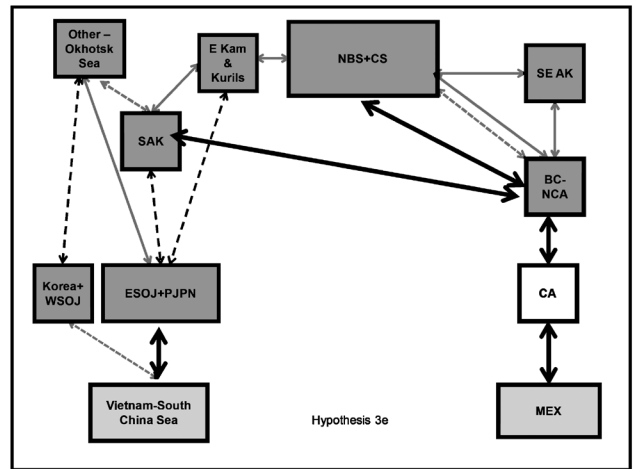 Other –
Okhotsk
Sea
E Kam
&
Kurils
NBS+CS
SE AK
SAK
BC-
NCA
Korea+
WSOJ
ESOJ+PJPN
CA
Vietnam-South
China Sea
Hypothesis 3e
MEX